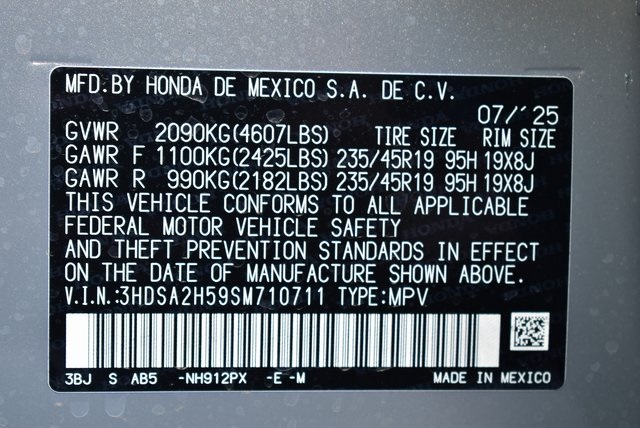 MFD.BY HONDA DE MEXICO S.A. DE C.V.
07/'25
GVWR 2090KG(4607LBS) TIRE SIZE RIM SIZE
GAWR F 1100KG(2425LBS) 235/45R19 95H 19X8J
GAWR R 990KG(2182LBS) 235/45R19 95H 19X8J
THIS VEHICLE CONFORMS TO ALL APPLICABLE
FEDERAL MOTOR VEHICLE SAFETY
AND THEFT PREVENTION STANDARDS IN EFFECT
ON THE DATE OF MANUFACTURE SHOWN ABOVE.
V.I.N.:3HDSA2H59SM710711 TYPE:MPV
3BJ S AB5 -NH912PX -E -M MADE IN MEXICO